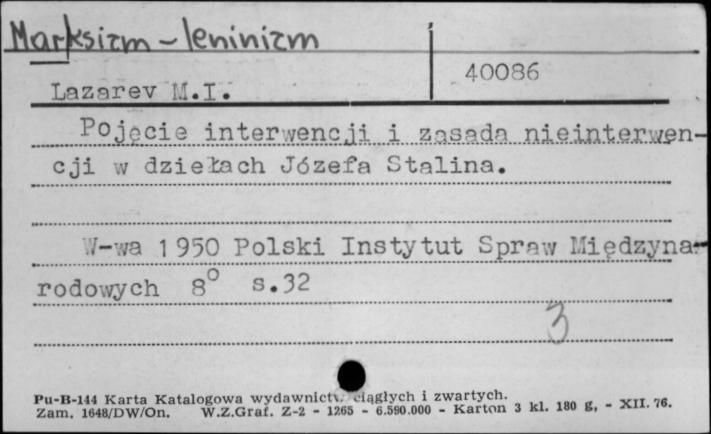 Marksizm - leninizm
40086
Lazarev M.I.
Pojęcie interwencji i zasada nieinterwen-
cji w dziełach Józefa Stalina.
W-wa 1950 Polski Instytut Spraw Międzyna-
rodowych 8° s.32
3
Pu-B-144 Karta Katalogowa wydawnictw ciągłych i zwartych.
Zam. 1648/DW/On. W.Z.Graf. Z-2 - 1265 - 6.590.000 - Karton 3 kl. 180 g, - XII. 76.